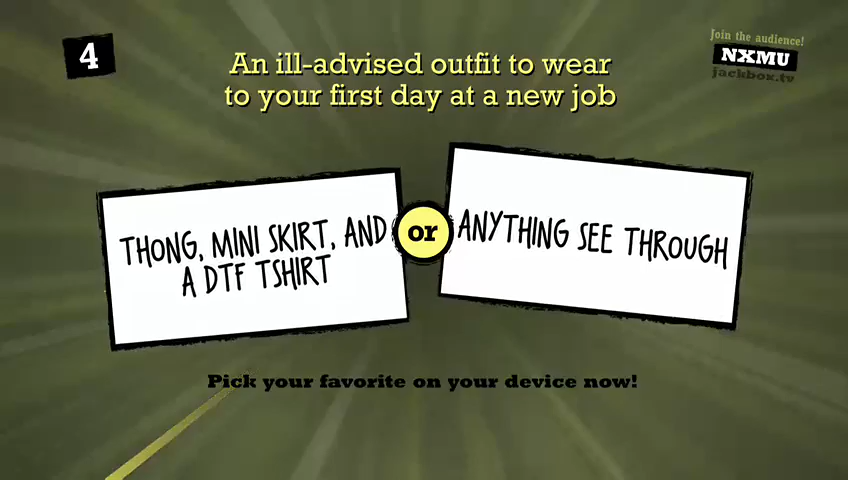 4
An ill-advised outfit to wear
to your first day at a new job
Join the audience!
NXMU
jackbox.tv
THONG, MINI SKIRT, AND
A DTF TSHIRT
or
ANYTHING SEE THROUGH
Pick your favorite on your device now!